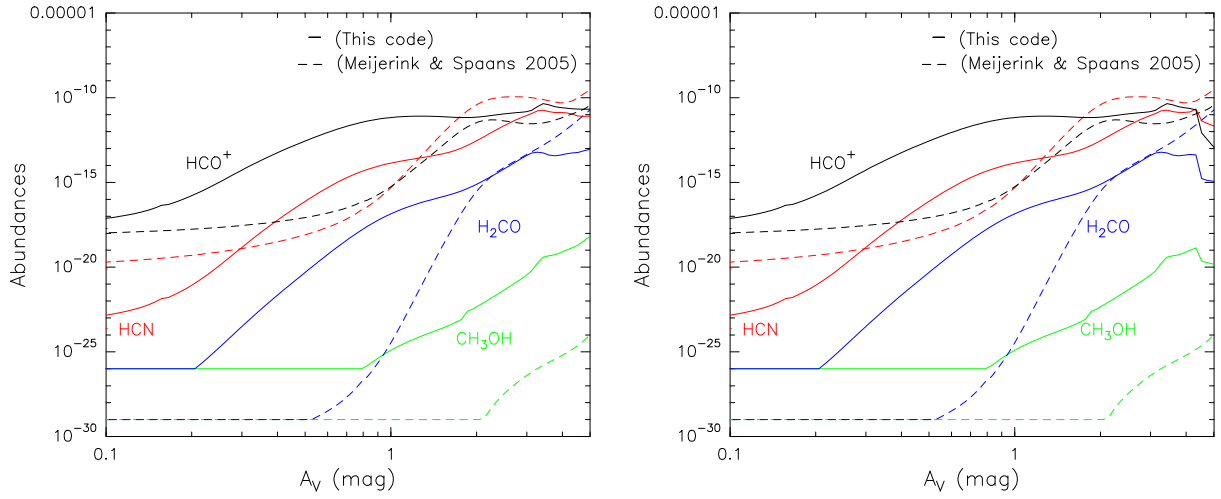 0.00001
— (This code)
-- (Meijerink & Spaans 2005)
10⁻¹⁰
HCO⁺
10⁻¹⁵
Abundances
H₂CO
10⁻²⁰
HCN
CH₃OH
10⁻²⁵
10⁻³⁰
0.1
1
A_V (mag)
0.00001
— (This code)
-- (Meijerink & Spaans 2005)
10⁻¹⁰
HCO⁺
10⁻¹⁵
Abundances
H₂CO
10⁻²⁰
HCN
CH₃OH
10⁻²⁵
10⁻³⁰
0.1
1
A_V (mag)